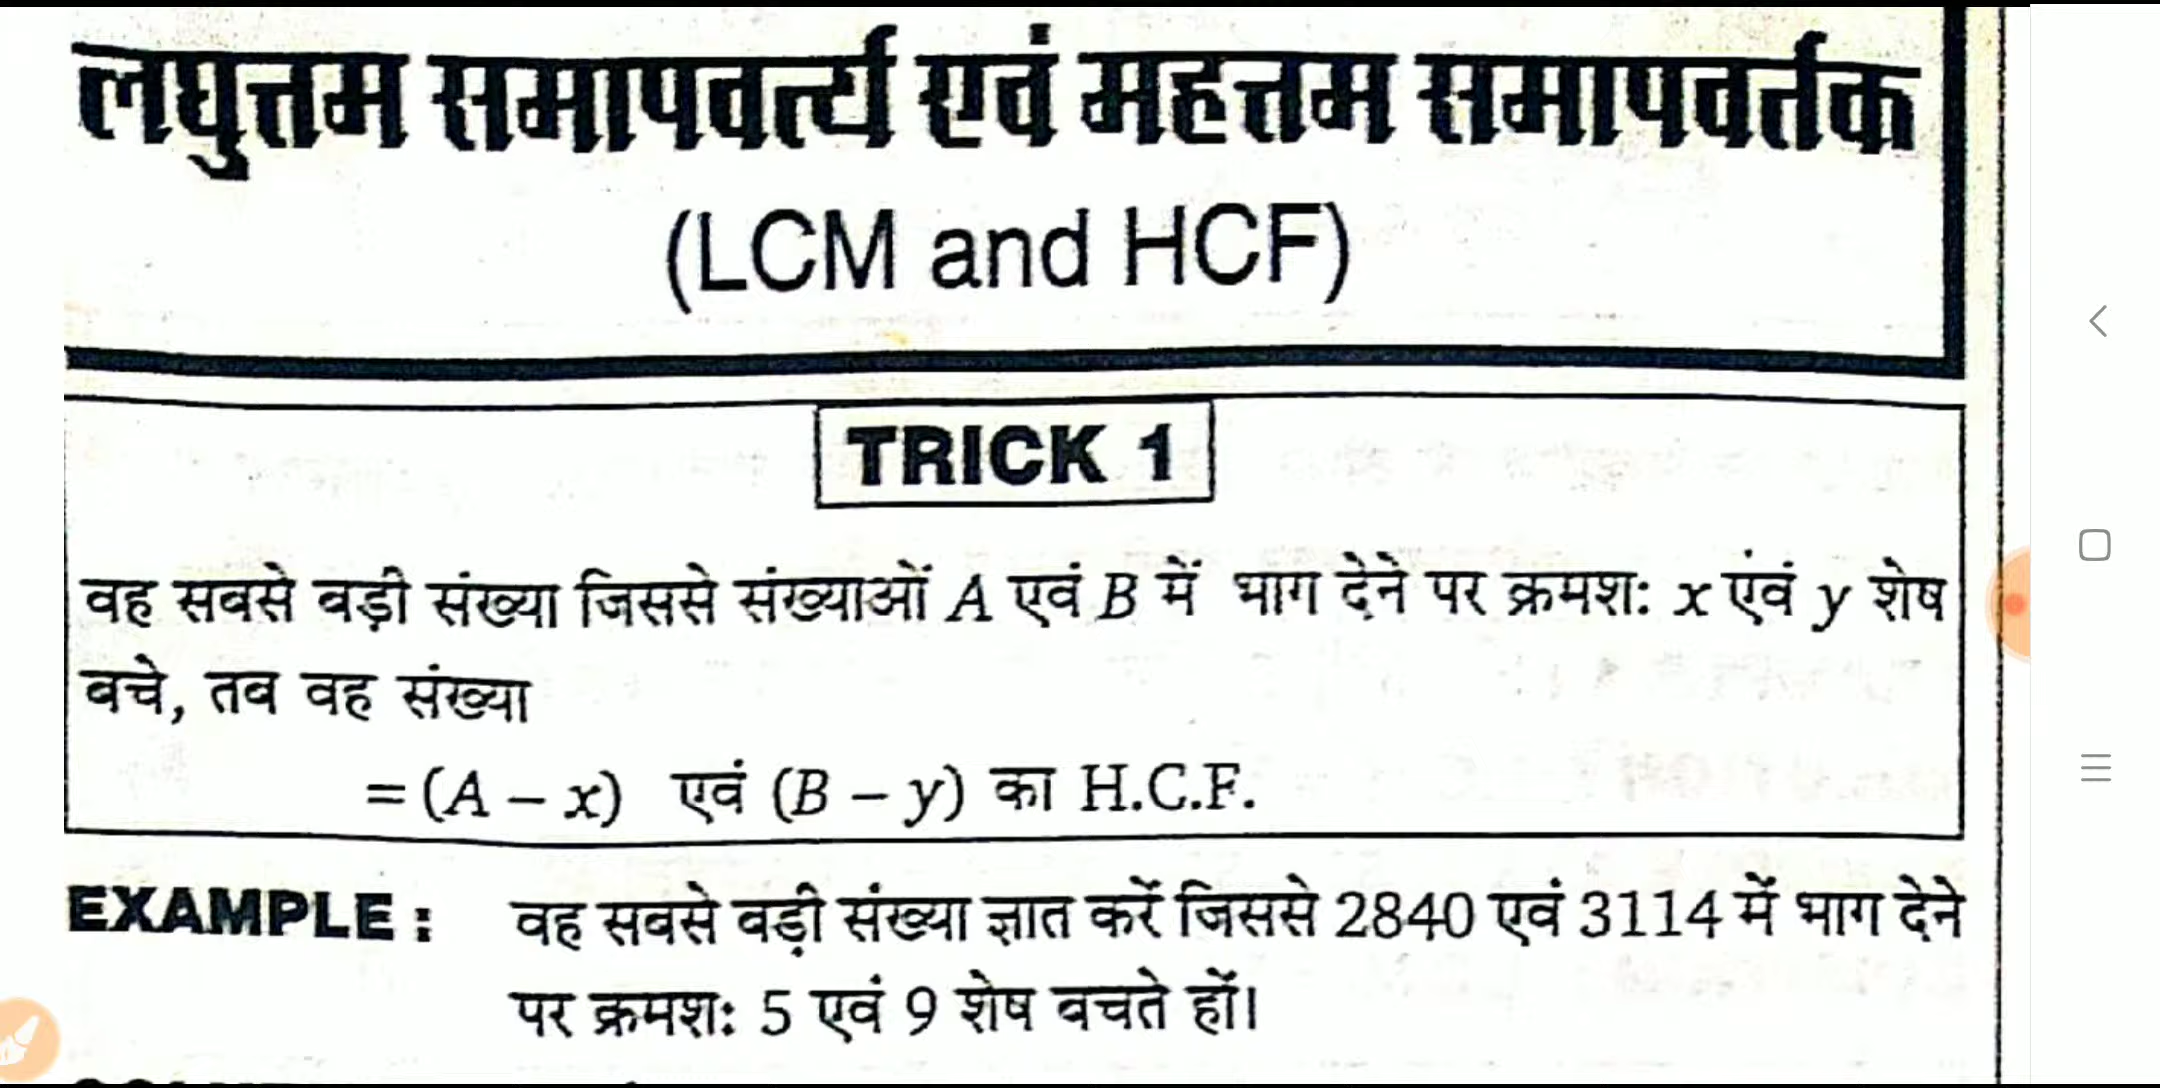 लघुत्तम समापवर्त्य एवं महत्तम समापवर्तक
(LCM and HCF)
TRICK 1
वह सबसे बड़ी संख्या जिससे संख्याओं A एवं B में भाग देने पर क्रमशः x एवं y शेष
बचे, तब वह संख्या
= (A – x) एवं (B – y) का H.C.F.
EXAMPLE : वह सबसे बड़ी संख्या ज्ञात करें जिससे 2840 एवं 3114 में भाग देने
पर क्रमशः 5 एवं 9 शेष बचते हों।